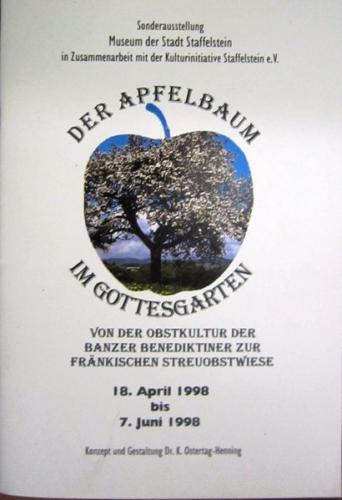 Sonderausstellung
Museum der Stadt Staffelstein
in Zusammenarbeit mit der Kulturinitiative Staffelstein e.V.
DER APFELBAUM
IM GOTTESGARTEN
VON DER OBSTKULTUR DER
BANZER BENEDIKTINER ZUR
FRÄNKISCHEN STREUOBSTWIESE
18. April 1998
bis
7. Juni 1998
Konzept und Gestaltung Dr. K. Ostertag-Henning